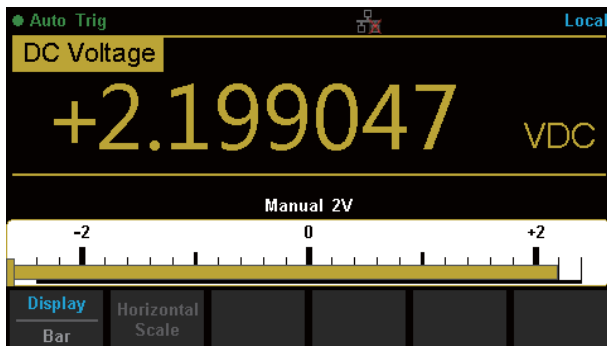 Auto Trig Local
DC Voltage
+2.199047 VDC
Manual 2V
-2 0 +2
Display Horizontal
Bar Scale